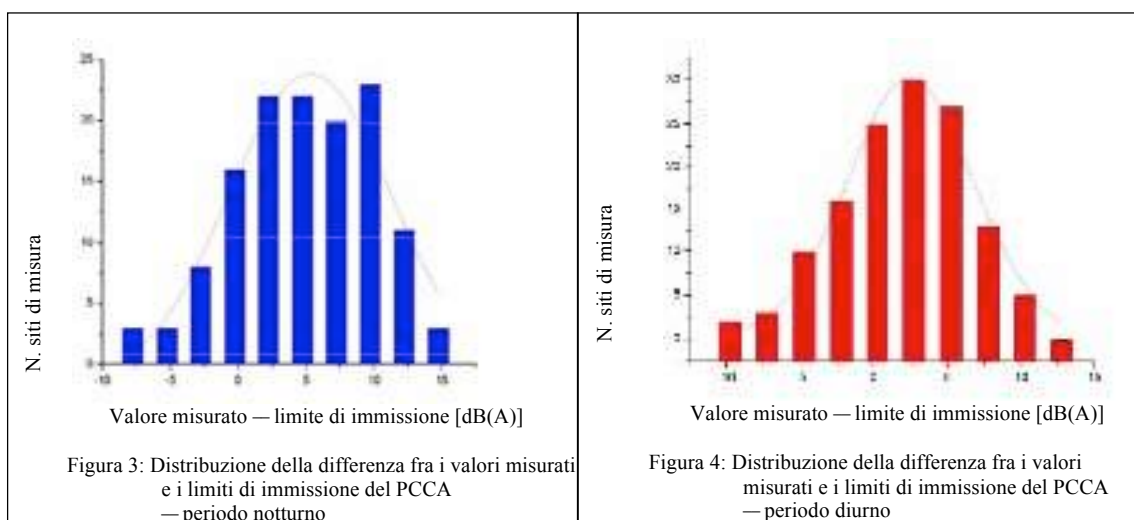 25
20
15
10
5
0
-10
-5
0
5
10
15
N. siti di misura
Valore misurato — limite di immissione [dB(A)]
Figura 3: Distribuzione della differenza fra i valori misurati
e i limiti di immissione del PCCA
— periodo notturno
N. siti di misura
15
Valore misurato — limite di immissione [dB(A)]
Figura 4: Distribuzione della differenza fra i valori
misurati e i limiti di immissione del PCCA
— periodo diurno